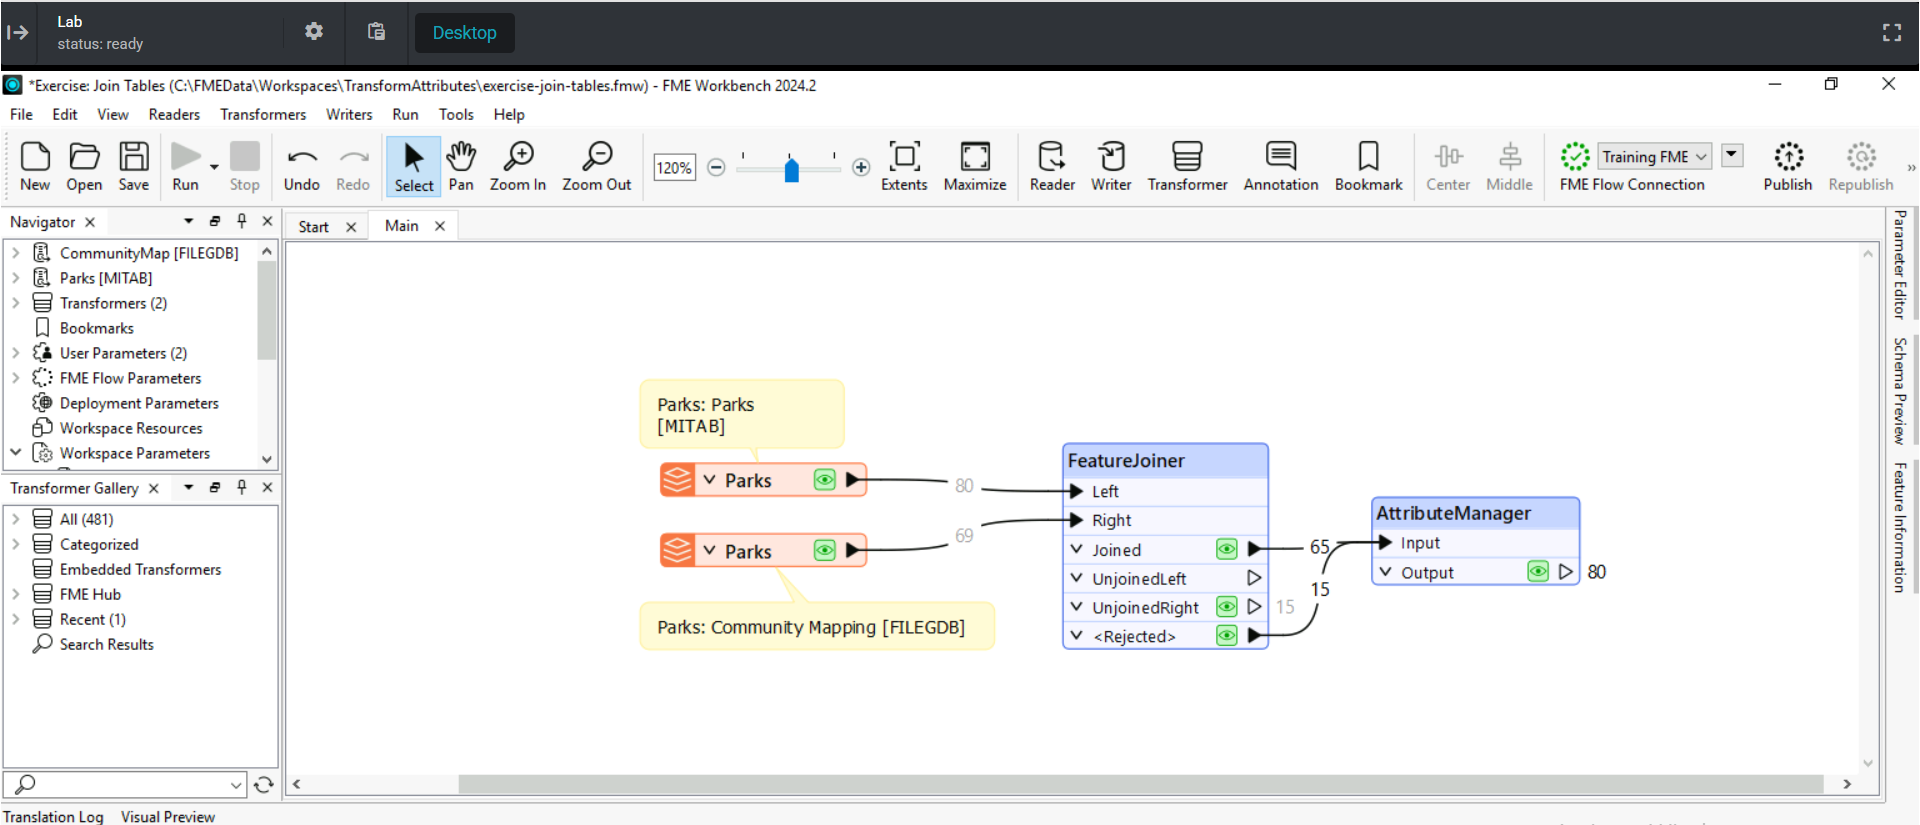 Lab
status: ready
Desktop
*Exercise: Join Tables (C:\FMEData\Workspaces\TransformAttributes\exercise-join-tables.fmw) - FME Workbench 2024.2
File Edit View Readers Transformers Writers Run Tools Help
New Open Save Run Stop Undo Redo Select Pan Zoom In Zoom Out 120% Extents Maximize Reader Writer Transformer Annotation Bookmark Center Middle Training FME FME Flow Connection Publish Republish »
Navigator
CommunityMap [FILEGDB]
Parks [MITAB]
Transformers (2)
Bookmarks
User Parameters (2)
FME Flow Parameters
Deployment Parameters
Workspace Resources
Workspace Parameters
Transformer Gallery
All (481)
Categorized
Embedded Transformers
FME Hub
Recent (1)
Search Results
Start Main
Parks: Parks
[MITAB]
Parks
80
Parks
69
Parks: Community Mapping [FILEGDB]
FeatureJoiner
Left
Right
Joined
UnjoinedLeft
UnjoinedRight
<Rejected>
65
15
15
AttributeManager
Input
Output
80
Parameter Editor
Schema Preview
Feature Information
Translation Log Visual Preview